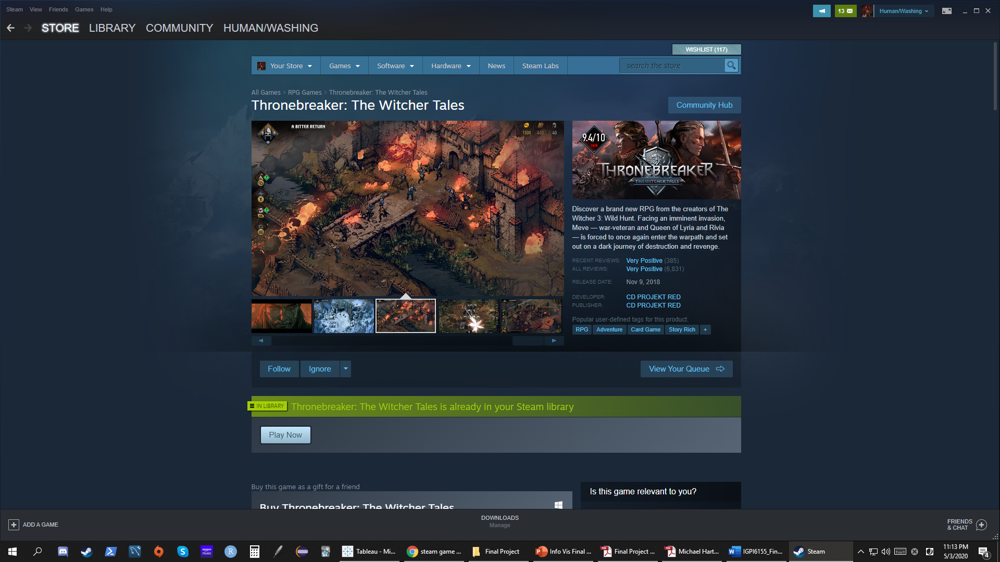 Steam View Friends Games Help
13
Human/Washing
STORE LIBRARY COMMUNITY HUMAN/WASHING
WISHLIST (117)
Your Store Games Software Hardware News Steam Labs
search the store
All Games > RPG Games > Thronebreaker: The Witcher Tales
Thronebreaker: The Witcher Tales
Community Hub
A BITTER RETURN
1500 450 40
Y
9.4/10
IGN
THRONEBREAKER
THE WITCHER TALES
Discover a brand new RPG from the creators of The
Witcher 3: Wild Hunt. Facing an imminent invasion,
Meve — war-veteran and Queen of Lyria and Rivia
— is forced to once again enter the warpath and set
out on a dark journey of destruction and revenge.
RECENT REVIEWS: Very Positive (385)
ALL REVIEWS: Very Positive (6,831)
RELEASE DATE: Nov 9, 2018
DEVELOPER: CD PROJEKT RED
PUBLISHER: CD PROJEKT RED
Popular user-defined tags for this product:
RPG Adventure Card Game Story Rich +
Follow Ignore
View Your Queue
IN LIBRARY Thronebreaker: The Witcher Tales is already in your Steam library
Play Now
Buy this game as a gift for a friend
Buy Thronebreaker: The Witcher Tales
Is this game relevant to you?
ADD A GAME
DOWNLOADS
Manage
FRIENDS
& CHAT
amazon music
R
Tableau - Mi...
steam game ...
Final Project
Info Vis Final ...
Final Project ...
Michael Hart...
IGPI6155_Fin...
Steam
11:13 PM
5/3/2020
4